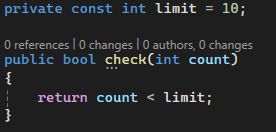 private const int limit = 10;
0 references | 0 changes | 0 authors, 0 changes
public bool check(int count)
{
return count < limit;
}